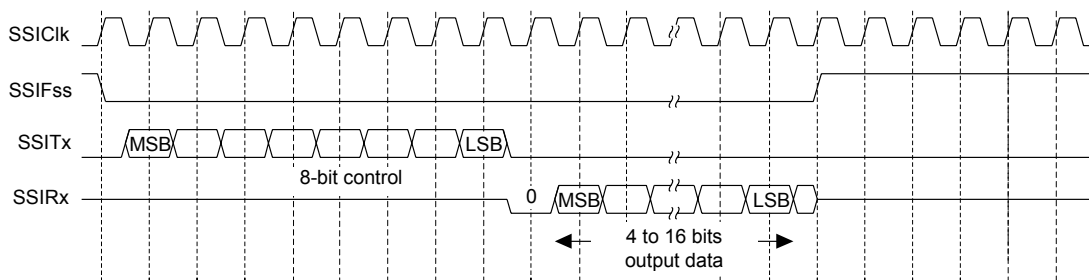 SSIClk
SSIFss
SSITx
MSB
LSB
8-bit control
SSIRx
0
MSB
LSB
4 to 16 bits
output data